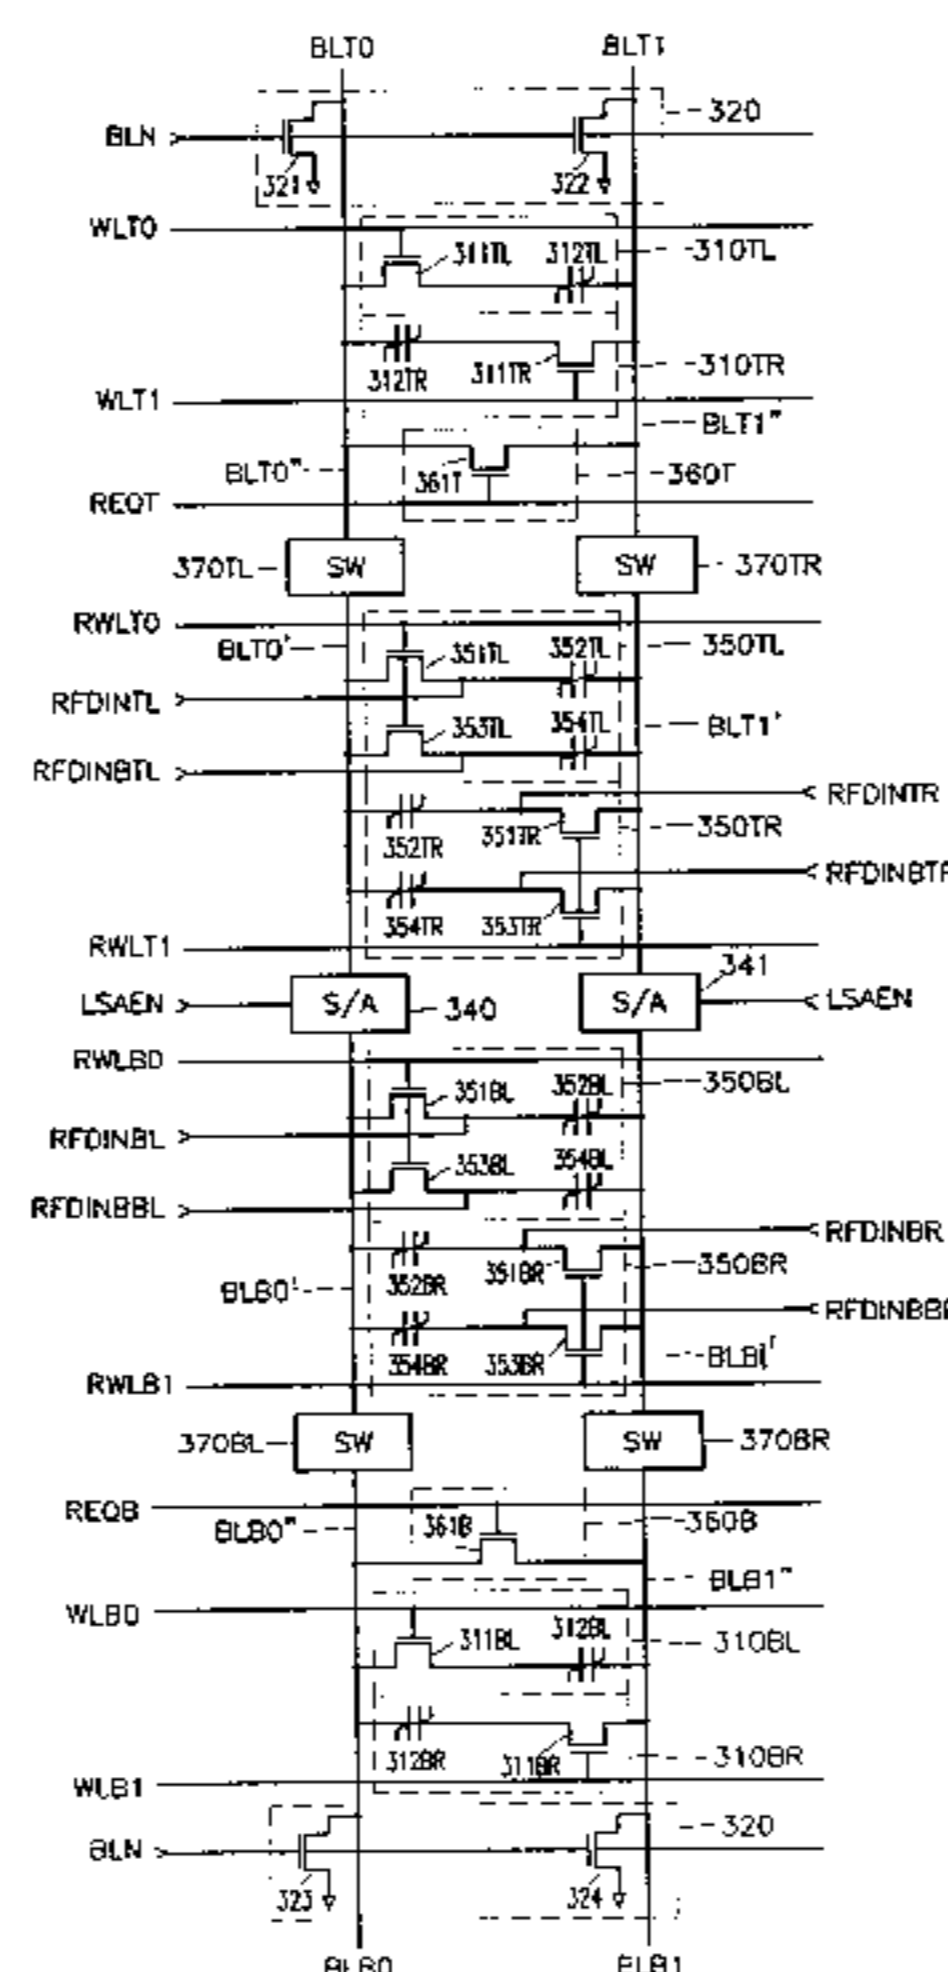 BLT0 BLT1
320
BLN
321 322
WLT0
311TL 312TL 310TL
312TR 311TR 310TR
WLT1
BLT1"
BLT0" 361T 360T
REQT
370TL SW SW 370TR
RWLT0
BLT0' 351TL 352TL 350TL
RFDINTL
353TL 354TL BLT1'
RFDINBTL
RFDINTR
352TR 351TR 350TR
RFDINBTR
354TR 353TR
RWLT1
341
LSAEN S/A 340 S/A LSAEN
RWLB0
351BL 352BL 350BL
RFDINBL
353BL 354BL
RFDINBBL
RFDINBR
352BR 351BR 350BR
BLB0'
354BR 353BR BLB1'
RWLB1
370BL SW SW 370BR
REQB
BLB0" 361B 360B
BLB1"
WLB0
311BL 312BL 310BL
312BR 311BR 310BR
WLB1
320
BLN
323 324
BLB0 BLB1